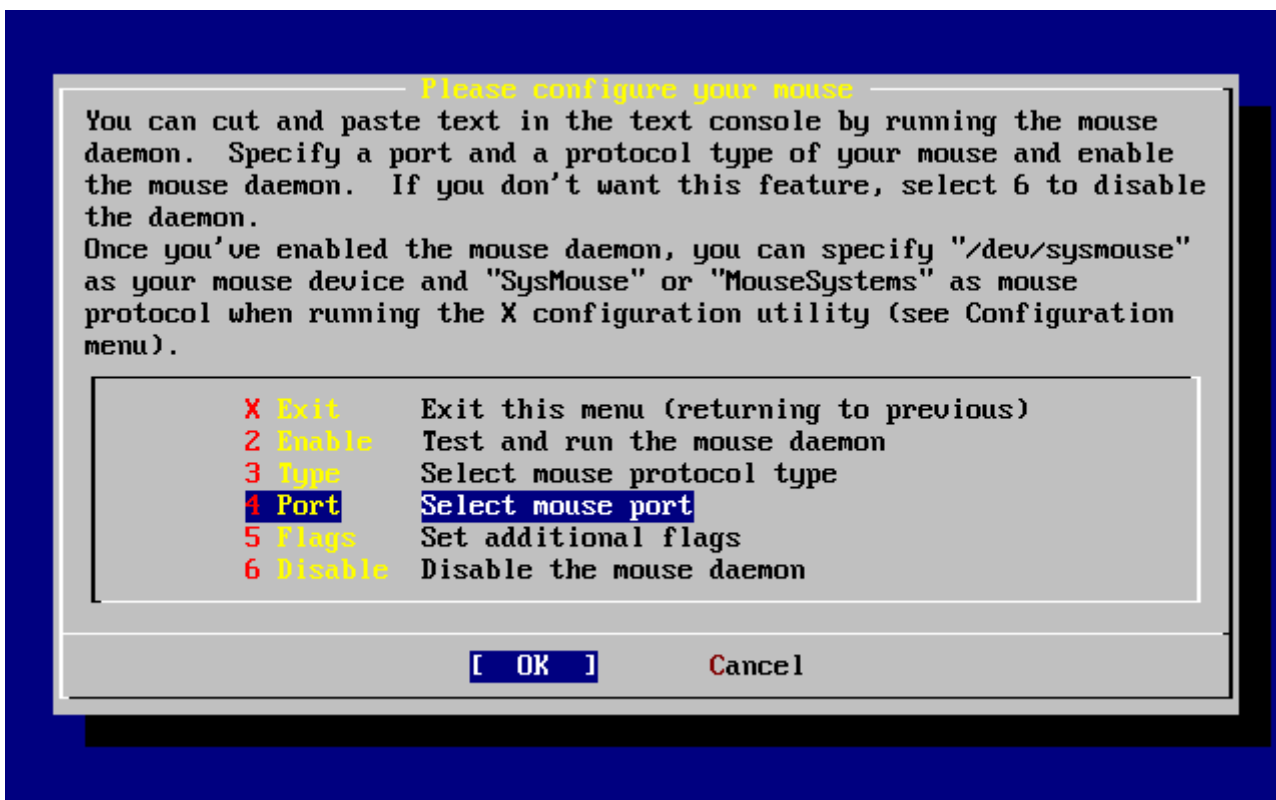 Please configure your mouse
You can cut and paste text in the text console by running the mouse
daemon.  Specify a port and a protocol type of your mouse and enable
the mouse daemon.  If you don't want this feature, select 6 to disable
the daemon.
Once you've enabled the mouse daemon, you can specify "/dev/sysmouse"
as your mouse device and "SysMouse" or "MouseSystems" as mouse
protocol when running the X configuration utility (see Configuration
menu).
X Exit     Exit this menu (returning to previous)
2 Enable   Test and run the mouse daemon
3 Type     Select mouse protocol type
4 Port     Select mouse port
5 Flags    Set additional flags
6 Disable  Disable the mouse daemon
[  OK  ]       Cancel